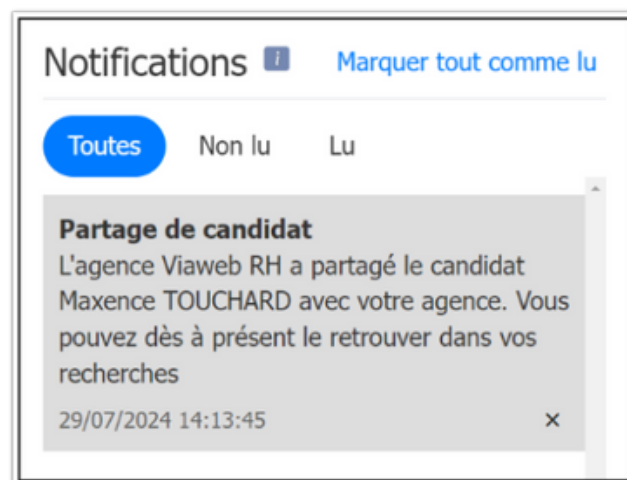 Notifications i Marquer tout comme lu
Toutes Non lu Lu
Partage de candidat
L'agence Viaweb RH a partagé le candidat
Maxence TOUCHARD avec votre agence. Vous
pouvez dès à présent le retrouver dans vos
recherches
29/07/2024 14:13:45 ×